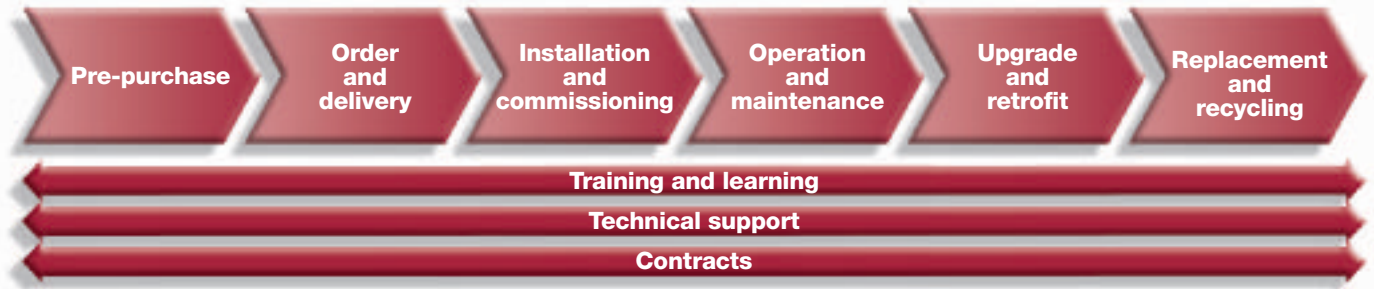 Pre-purchase
Order
and
delivery
Installation
and
commissioning
Operation
and
maintenance
Upgrade
and
retrofit
Replacement
and
recycling
Training and learning
Technical support
Contracts